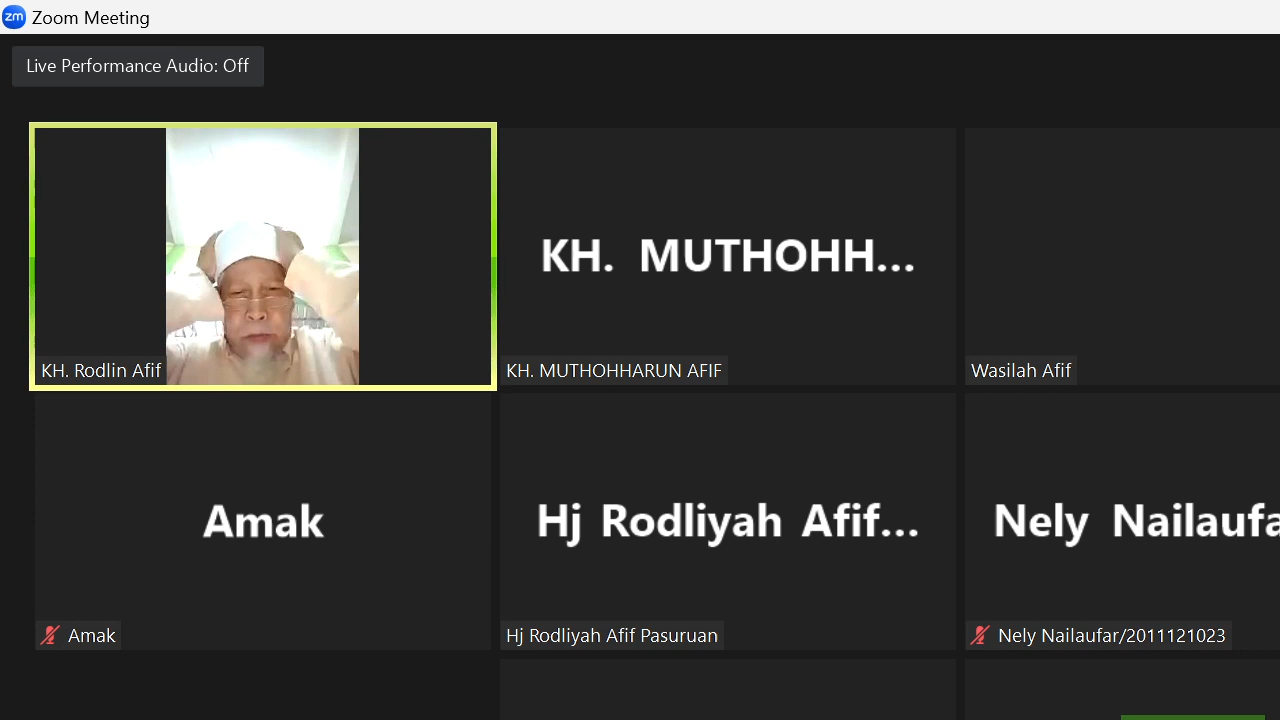 zm Zoom Meeting
Live Performance Audio: Off
KH. Rodlin Afif
KH. MUTHOHH...
KH. MUTHOHHARUN AFIF
Wasilah Afif
Amak
Amak
Hj Rodliyah Afif...
Hj Rodliyah Afif Pasuruan
Nely Nailaufa
Nely Nailaufar/2011121023